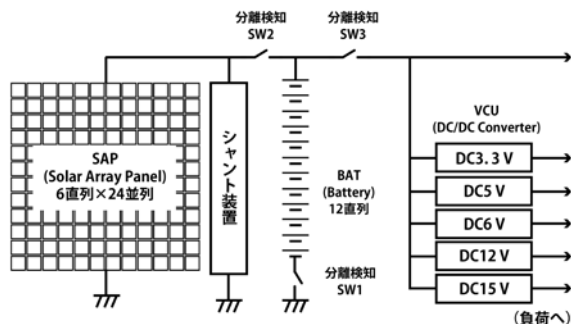 分離検知
SW2
分離検知
SW3
SAP
(Solar Array Panel)
6直列×24並列
シャント装置
BAT
(Battery)
12直列
分離検知
SW1
VCU
(DC/DC Converter)
DC3. 3 V
DC5 V
DC6 V
DC12 V
DC15 V
(負荷へ)